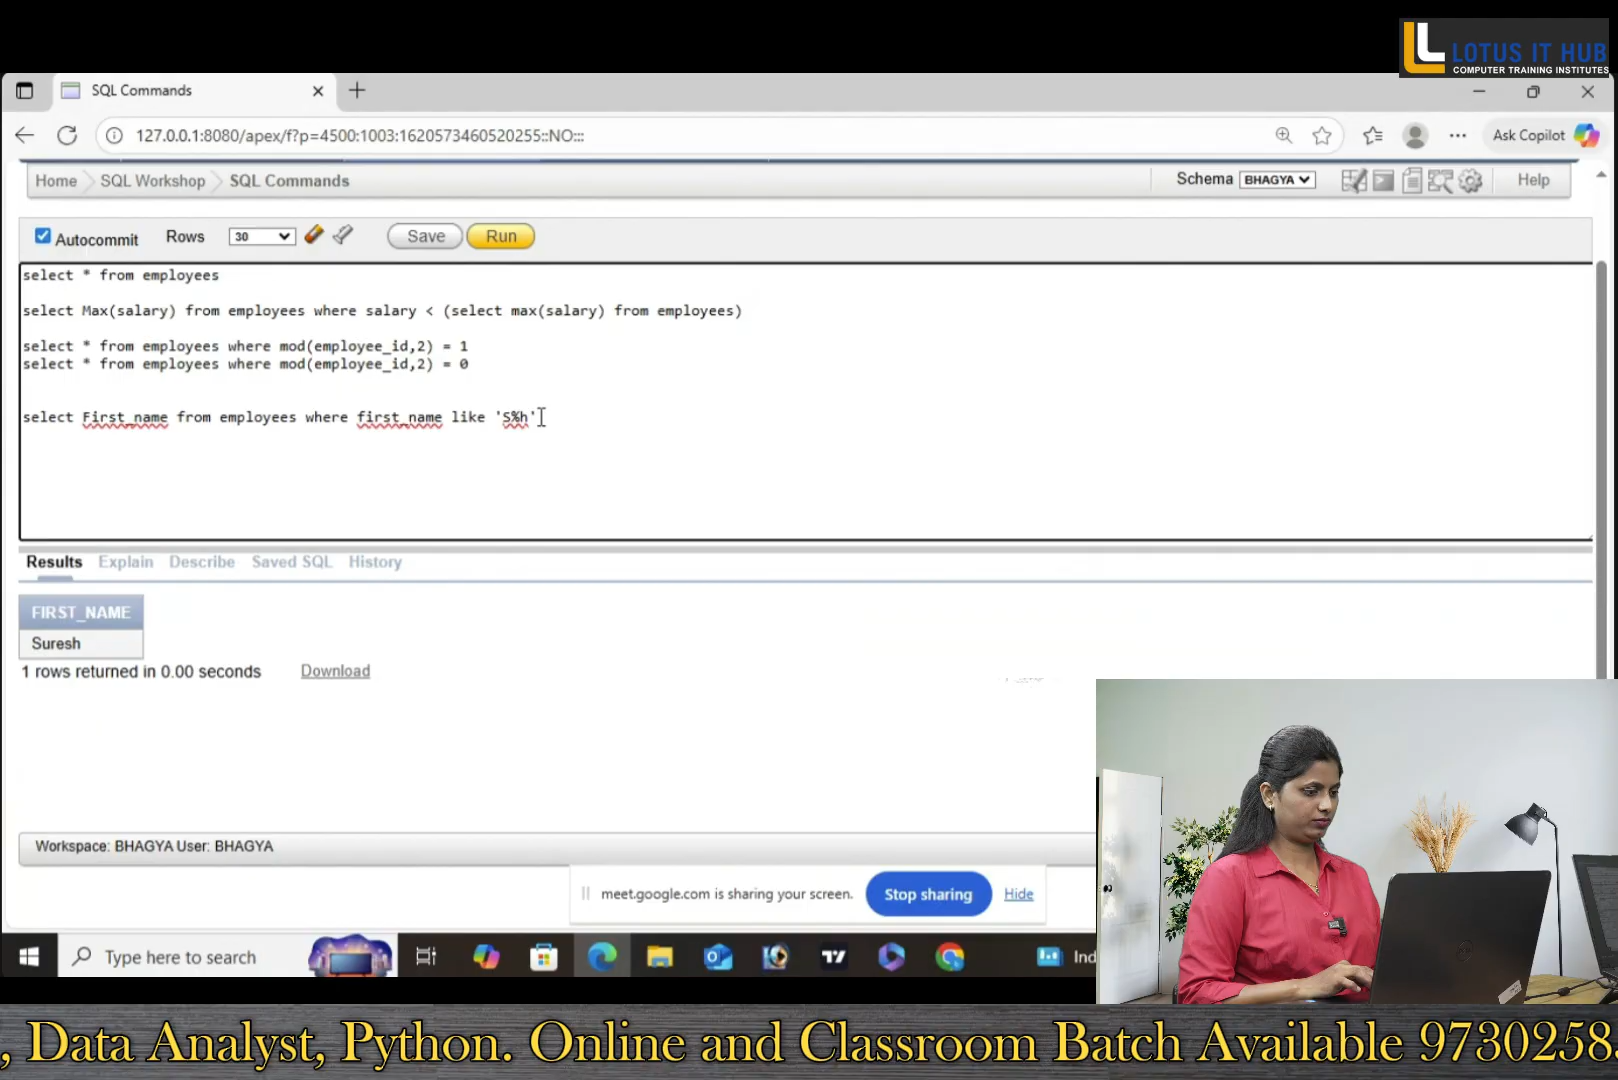 LOTUS IT HUB
COMPUTER TRAINING INSTITUTES
SQL Commands
127.0.0.1:8080/apex/f?p=4500:1003:1620573460520255::NO:::
Ask Copilot
Home SQL Workshop SQL Commands
Schema BHAGYA Help
Autocommit Rows 30 Save Run
select * from employees
select Max(salary) from employees where salary < (select max(salary) from employees)
select * from employees where mod(employee_id,2) = 1
select * from employees where mod(employee_id,2) = 0
select First_name from employees where first_name like 'S%h'
Results Explain Describe Saved SQL History
FIRST_NAME
Suresh
1 rows returned in 0.00 seconds Download
Workspace: BHAGYA User: BHAGYA
meet.google.com is sharing your screen. Stop sharing Hide
Type here to search
Ind
, Data Analyst, Python. Online and Classroom Batch Available 9730258